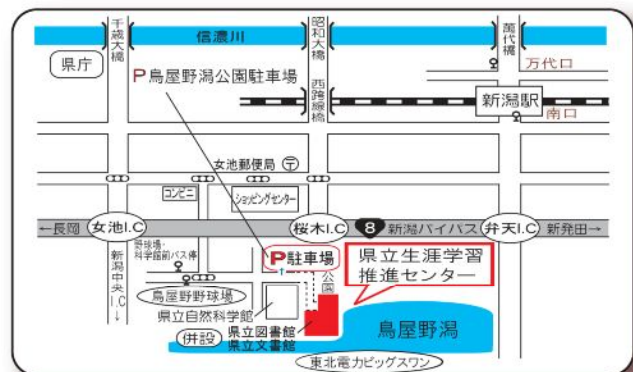 千歳大橋
信濃川
昭和大橋
萬代橋
県庁
P鳥屋野潟公園駐車場
西跨線橋
万代口
新潟駅
南口
女池郵便局 〒
コンビニ
ショッピングセンター
←長岡
女池I.C
桜木I.C
8
新潟バイパス
弁天I.C
新発田→
新潟中央I.C↓
野球場・
科学館前バス停
P駐車場
公園
県立生涯学習
推進センター
鳥屋野野球場
県立自然科学館
併設
県立図書館
県立文書館
鳥屋野潟
東北電力ビッグスワン